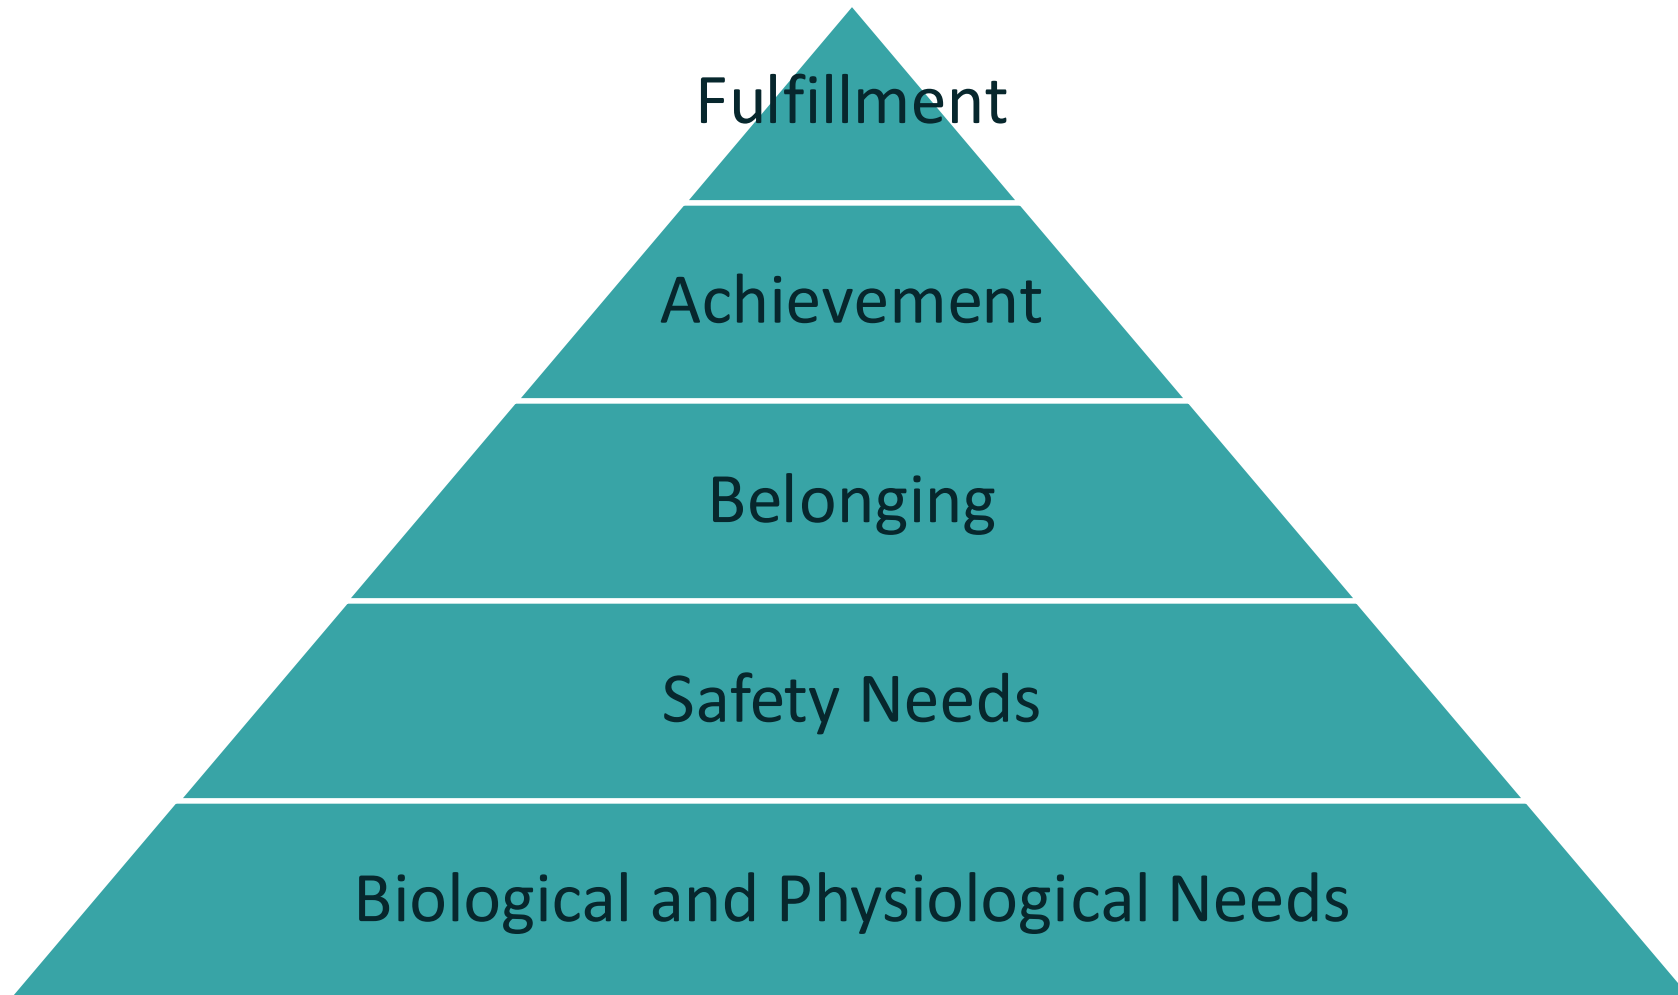 Fulfillment
Achievement
Belonging
Safety Needs
Biological and Physiological Needs